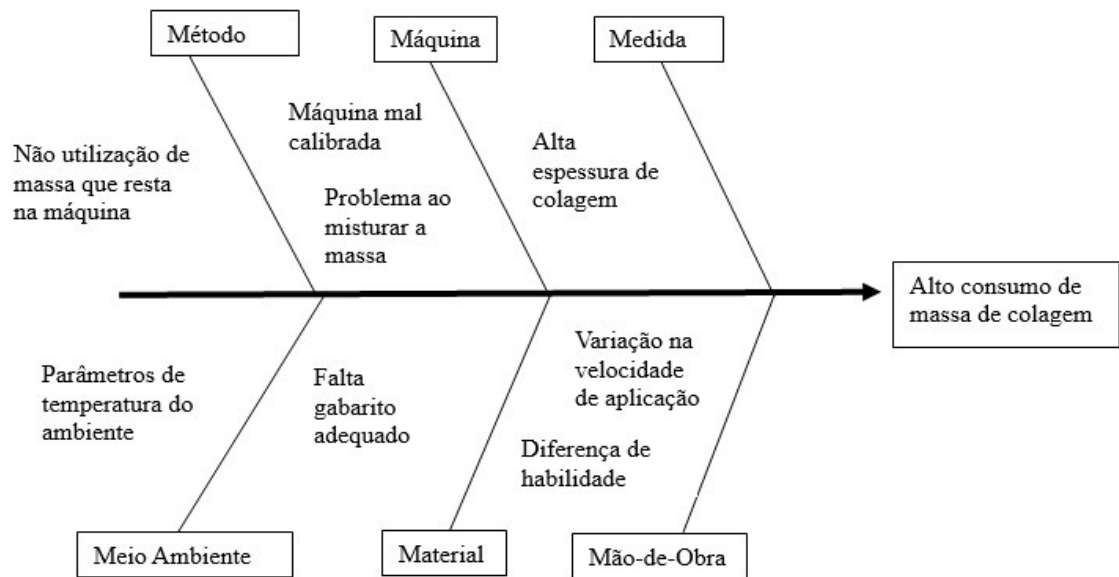 Método
Máquina
Medida
Não utilização de
massa que resta
na máquina
Máquina mal
calibrada
Problema ao
misturar a
massa
Alta
espessura de
colagem
Alto consumo de
massa de colagem
Parâmetros de
temperatura do
ambiente
Falta
gabarito
adequado
Variação na
velocidade
de aplicação
Diferença de
habilidade
Meio Ambiente
Material
Mão-de-Obra